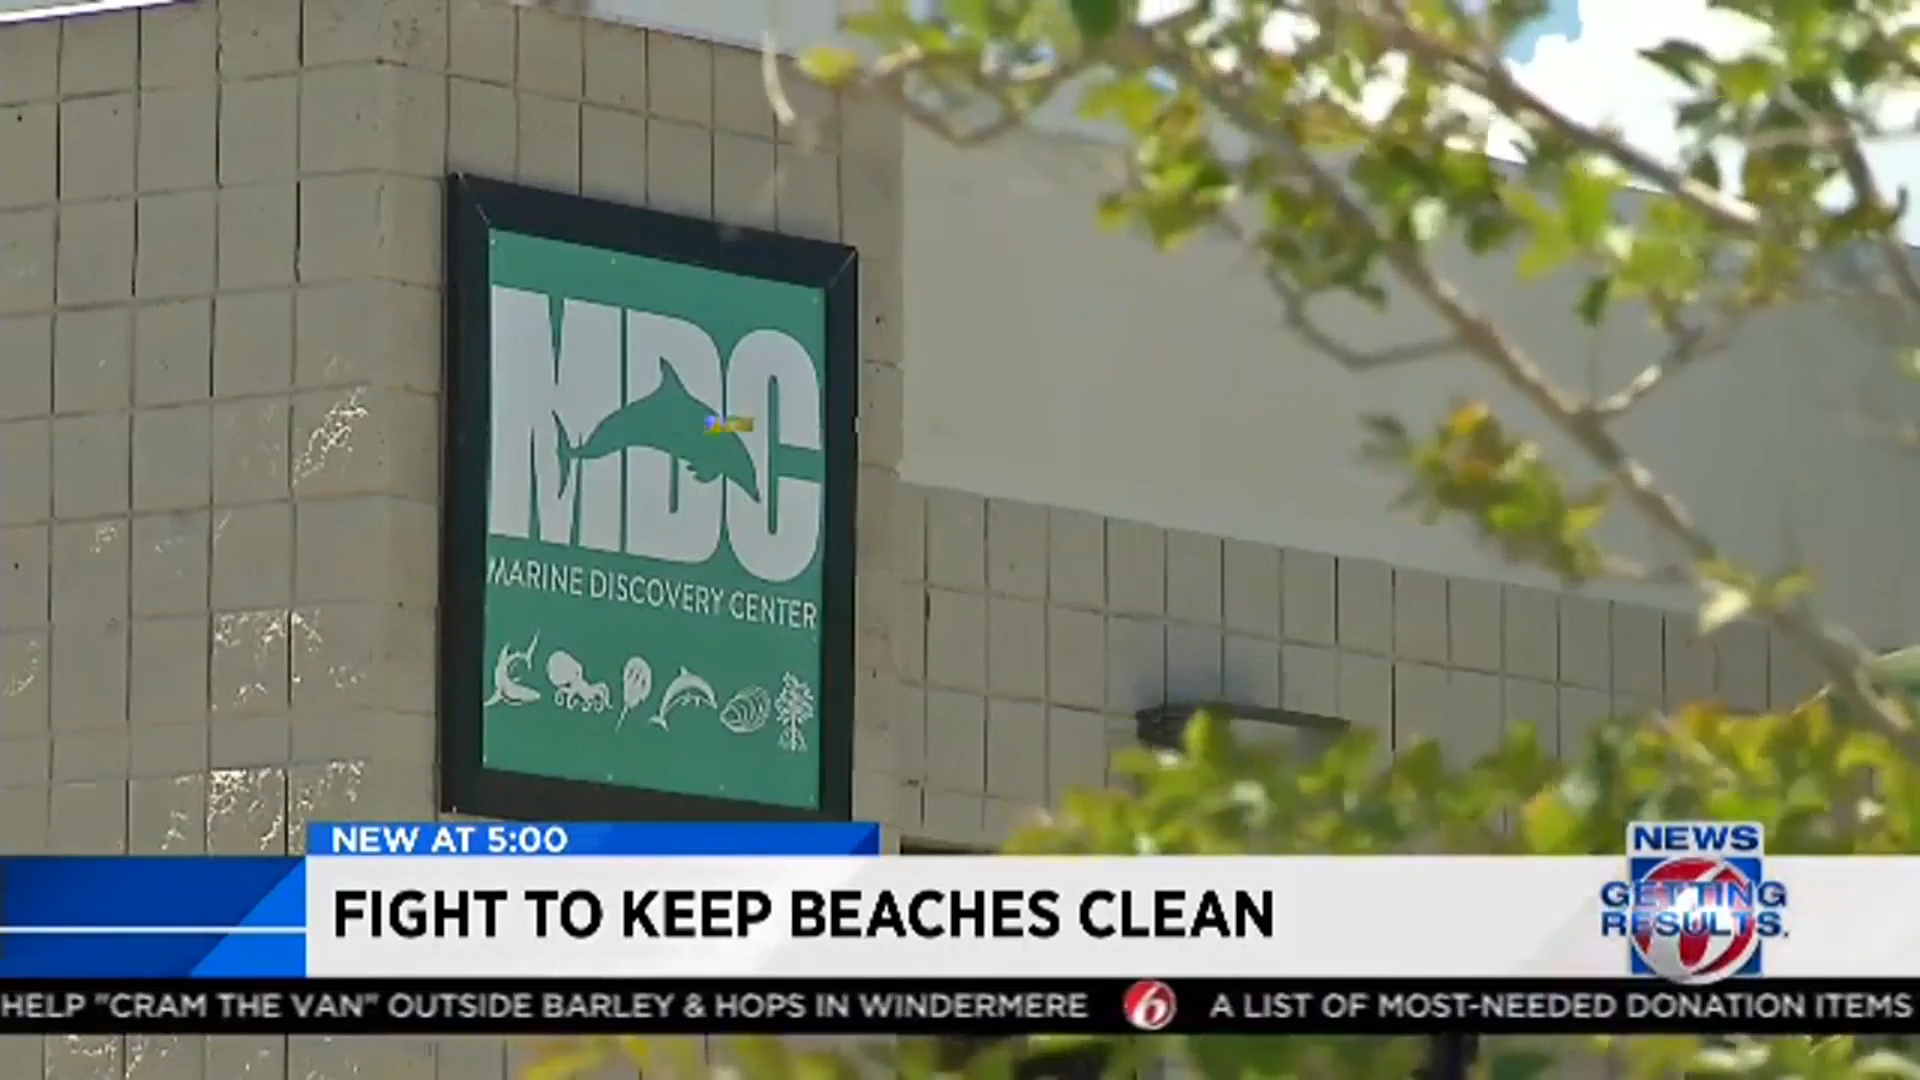 MDC
MARINE DISCOVERY CENTER
NEW AT 5:00
FIGHT TO KEEP BEACHES CLEAN
NEWS
6
GETTING
RESULTS.
HELP "CRAM THE VAN" OUTSIDE BARLEY & HOPS IN WINDERMERE 6 A LIST OF MOST-NEEDED DONATION ITEMS